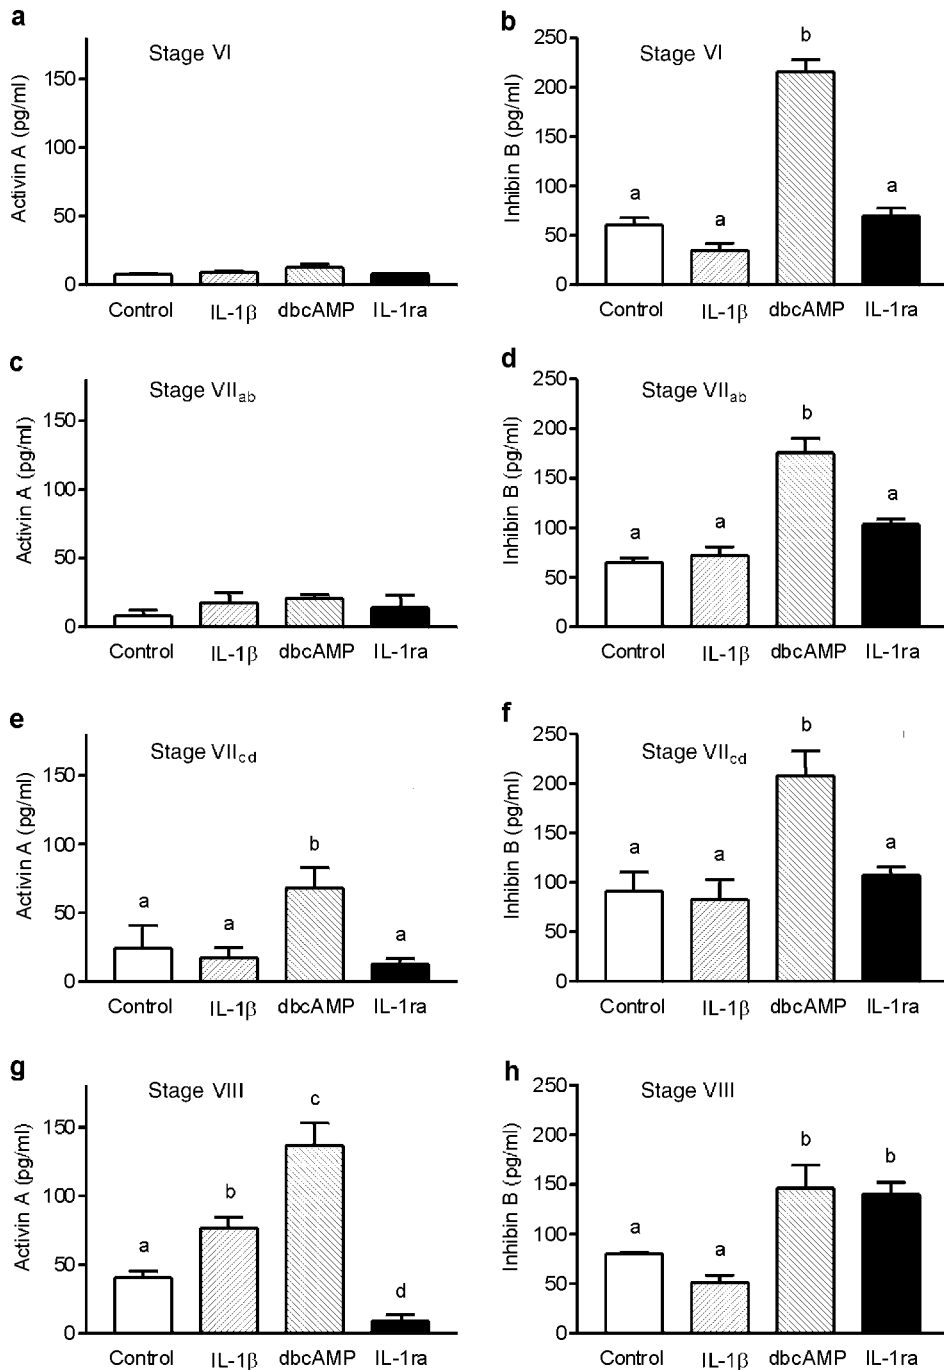 a
Stage VI
Activin A (pg/ml)
150
100
50
0
Control IL-1β dbcAMP IL-1ra
b
Stage VI
Inhibin B (pg/ml)
250
200
150
100
50
0
a a b a
Control IL-1β dbcAMP IL-1ra
c
Stage VIIab
Activin A (pg/ml)
150
100
50
0
Control IL-1β dbcAMP IL-1ra
d
Stage VIIab
Inhibin B (pg/ml)
250
200
150
100
50
0
a a b a
Control IL-1β dbcAMP IL-1ra
e
Stage VIIcd
Activin A (pg/ml)
150
100
50
0
a a b a
Control IL-1β dbcAMP IL-1ra
f
Stage VIIcd
Inhibin B (pg/ml)
250
200
150
100
50
0
a a b a
Control IL-1β dbcAMP IL-1ra
g
Stage VIII
Activin A (pg/ml)
150
100
50
0
a b c d
Control IL-1β dbcAMP IL-1ra
h
Stage VIII
Inhibin B (pg/ml)
250
200
150
100
50
0
a a b b
Control IL-1β dbcAMP IL-1ra